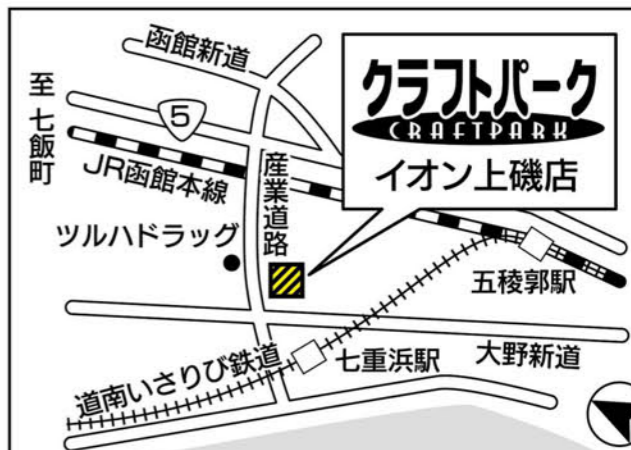 函館新道
至 七飯町
5
JR函館本線
産業道路
クラフトパーク
CRAFTPARK
イオン上磯店
ツルハドラッグ
五稜郭駅
七重浜駅
大野新道
道南いさりび鉄道